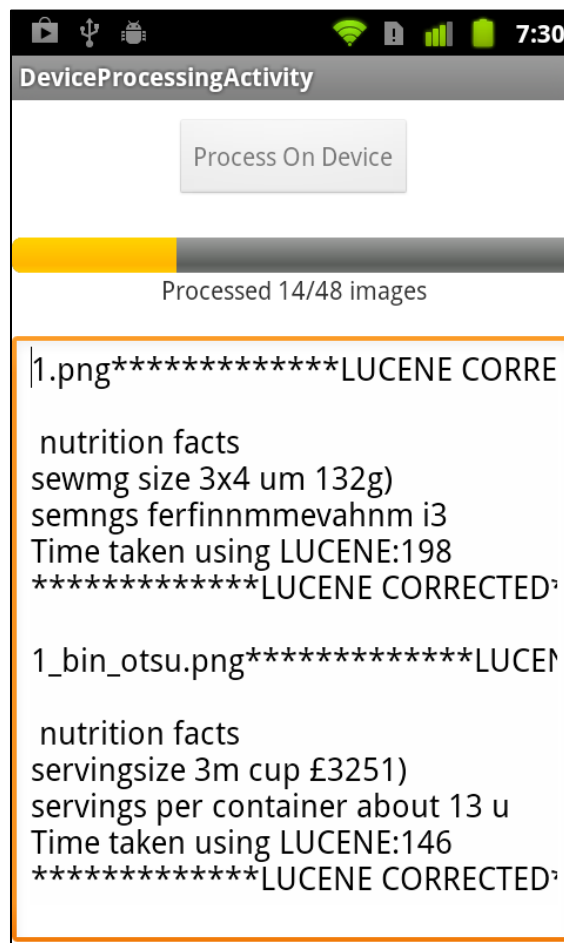 7:30
DeviceProcessingActivity
Process On Device
Processed 14/48 images
1.png*************LUCENE CORRE
nutrition facts
sewmg size 3x4 um 132g)
semngs ferfinnmmevahnm i3
Time taken using LUCENE:198
*************LUCENE CORRECTED*
1_bin_otsu.png*************LUCEN
nutrition facts
servingsize 3m cup £3251)
servings per container about 13 u
Time taken using LUCENE:146
*************LUCENE CORRECTED*